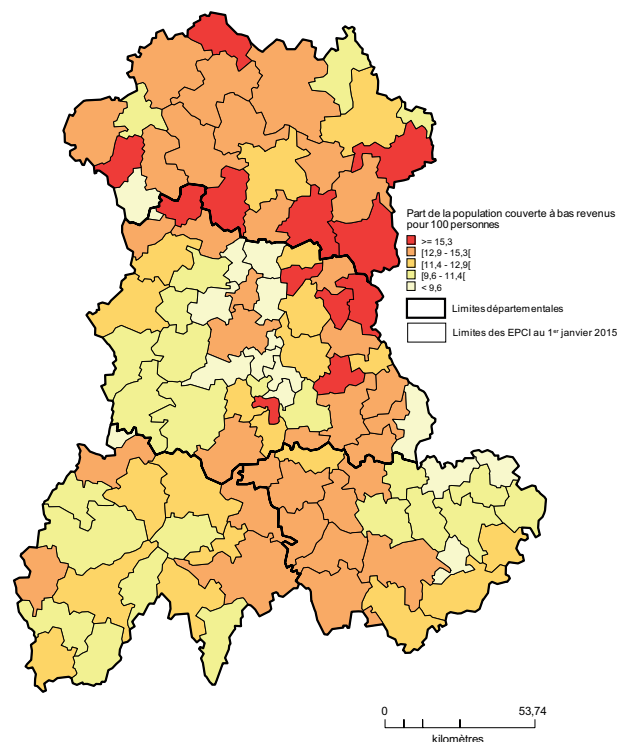 Part de la population couverte à bas revenus
pour 100 personnes
>= 15,3
[12,9 - 15,3[
[11,4 - 12,9[
[9,6 - 11,4[
< 9,6
Limites départementales
Limites des EPCI au 1er janvier 2015
0 53,74
kilomètres